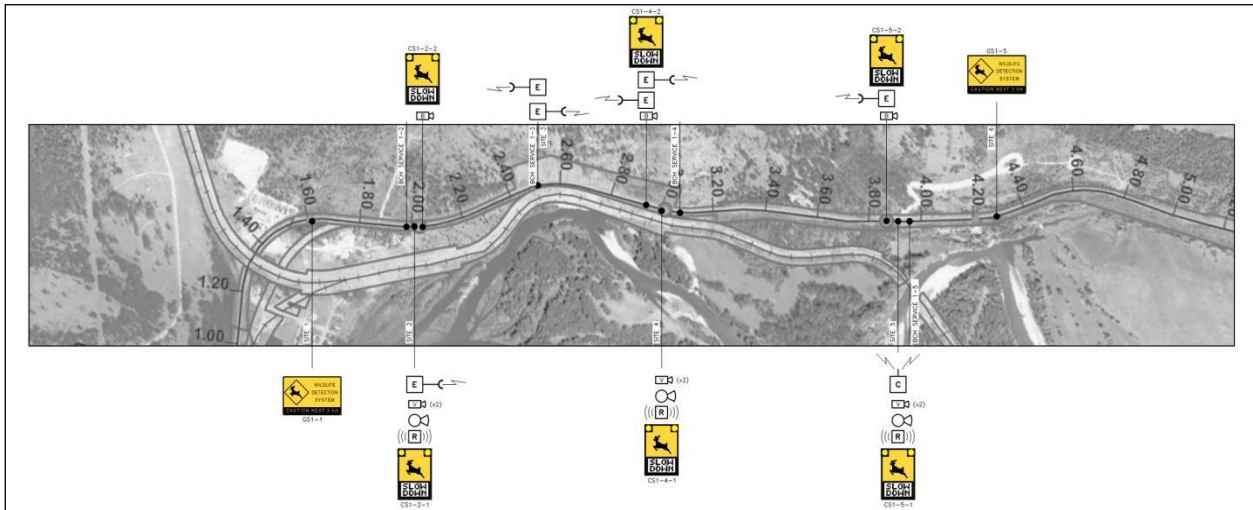 CS1-4-2
SLOW
DOWN
CS1-2-2
SLOW
DOWN
CS1-5-2
SLOW
DOWN
GS1-5
WILDLIFE
DETECTION
SYSTEM
CAUTION NEXT 3 KM
E
E
E
E
E
BCH SERVICE 1-2
BCH SERVICE 1-3
SITE 3
BCH SERVICE 1-4
SITE 6
1.00
1.20
1.40
1.60
1.80
2.00
2.20
2.40
2.60
2.80
3.20
3.40
3.60
3.80
4.00
4.20
4.40
4.60
4.80
5.00
SITE 1
SITE 2
SITE 4
SITE 5
BCH SERVICE 1-5
WILDLIFE
DETECTION
SYSTEM
CAUTION NEXT 3 KM
GS1-1
E
V (x2)
R
SLOW
DOWN
CS1-2-1
V (x2)
R
SLOW
DOWN
CS1-4-1
C
V (x2)
R
SLOW
DOWN
CS1-5-1